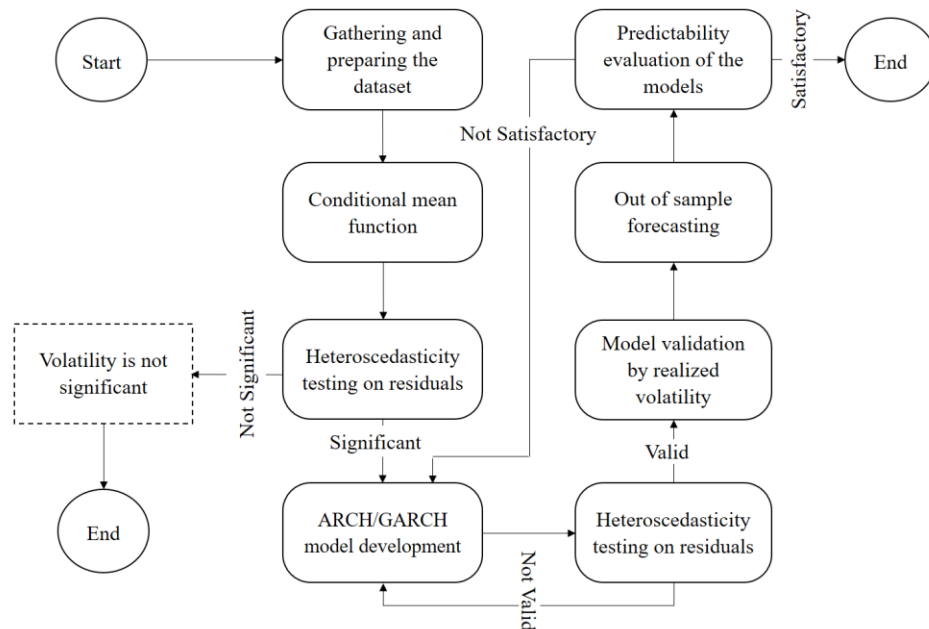 Start
Gathering and
preparing the
dataset
Conditional mean
function
Heteroscedasticity
testing on residuals
Not Significant
Volatility is not
significant
End
Significant
ARCH/GARCH
model development
Not Valid
Heteroscedasticity
testing on residuals
Valid
Model validation
by realized
volatility
Out of sample
forecasting
Predictability
evaluation of the
models
Not Satisfactory
Satisfactory
End